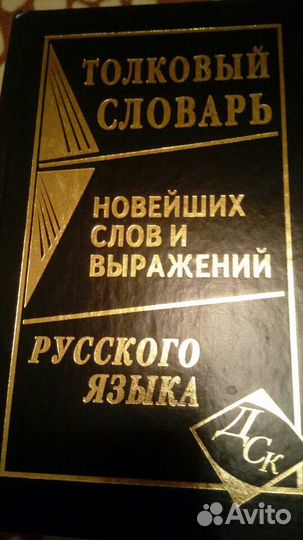 ТОЛКОВЫЙ
СЛОВАРЬ
НОВЕЙШИХ
СЛОВ И
ВЫРАЖЕНИЙ
РУССКОГО
ЯЗЫКА
ДСК
Avito